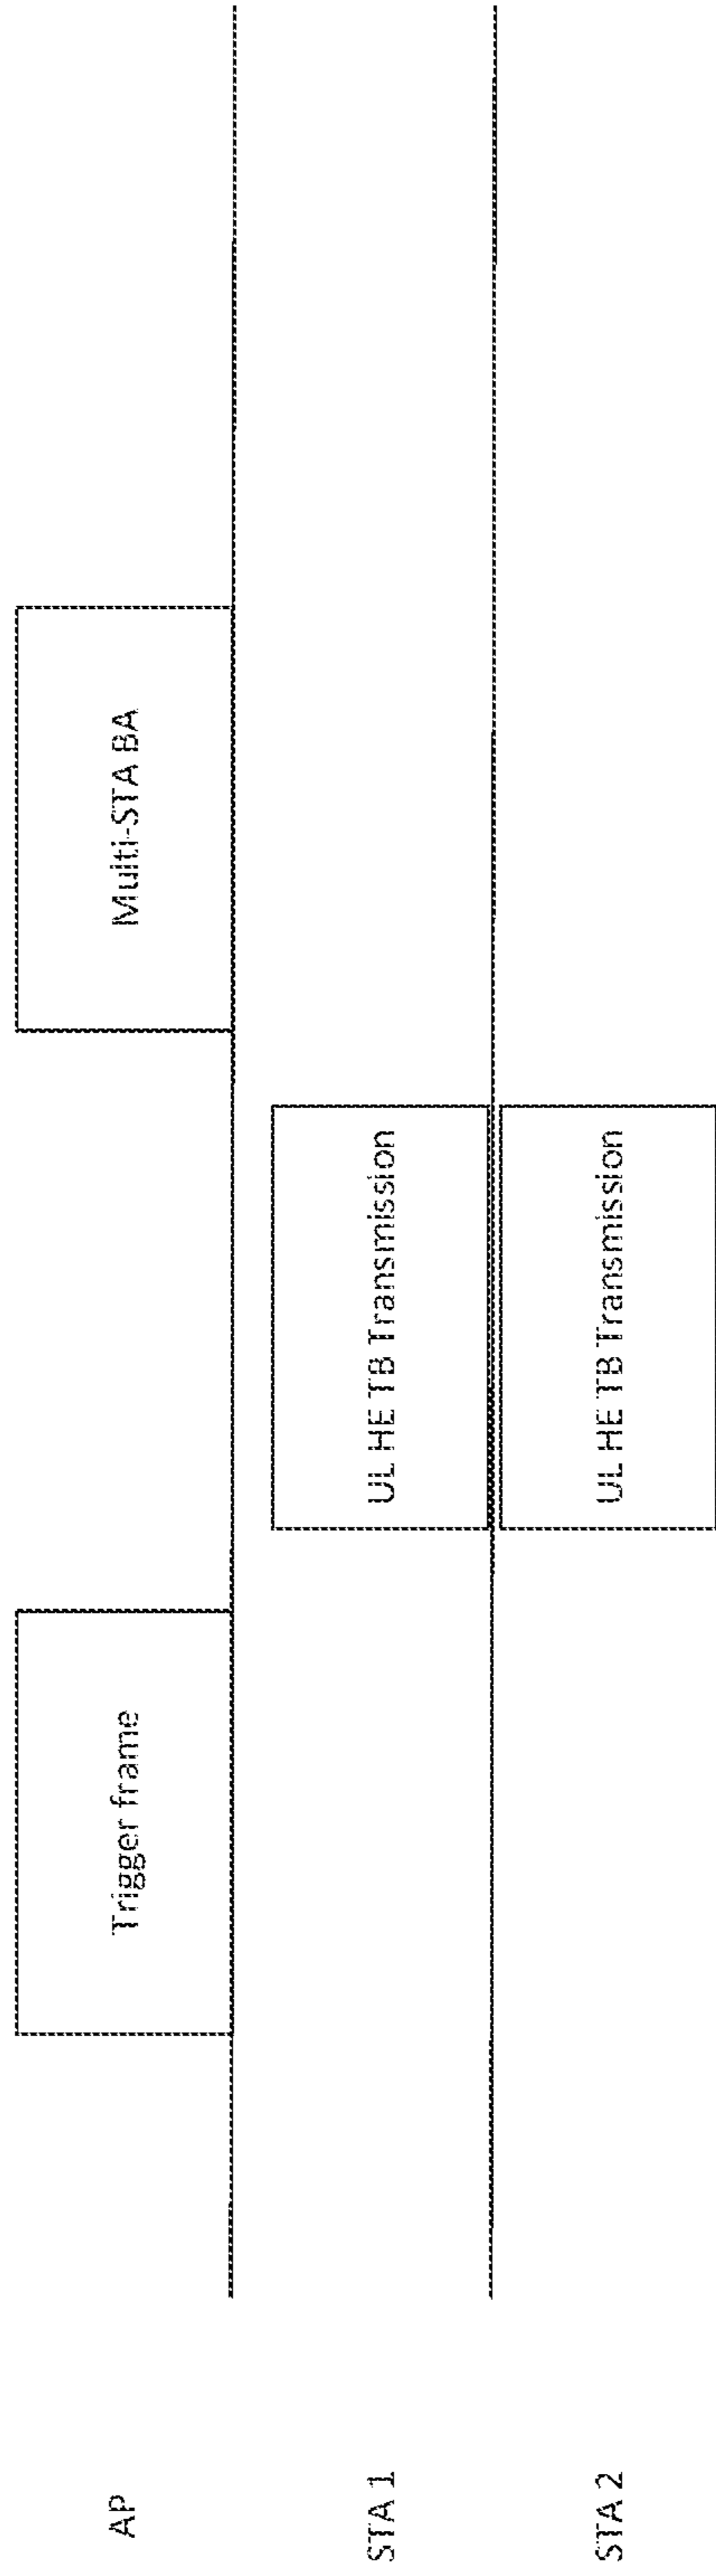 AP
Trigger frame
Multi-STA BA
STA 1
UL HE TB Transmission
STA 2
UL HE TB Transmission